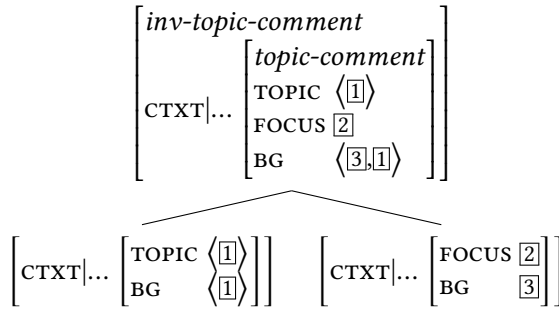 inv-topic-comment
topic-comment
TOPIC ⟨1⟩
CTXT|…
FOCUS 2
BG ⟨3,1⟩
TOPIC ⟨1⟩ FOCUS 2
CTXT|… CTXT|…
BG ⟨1⟩ BG 3